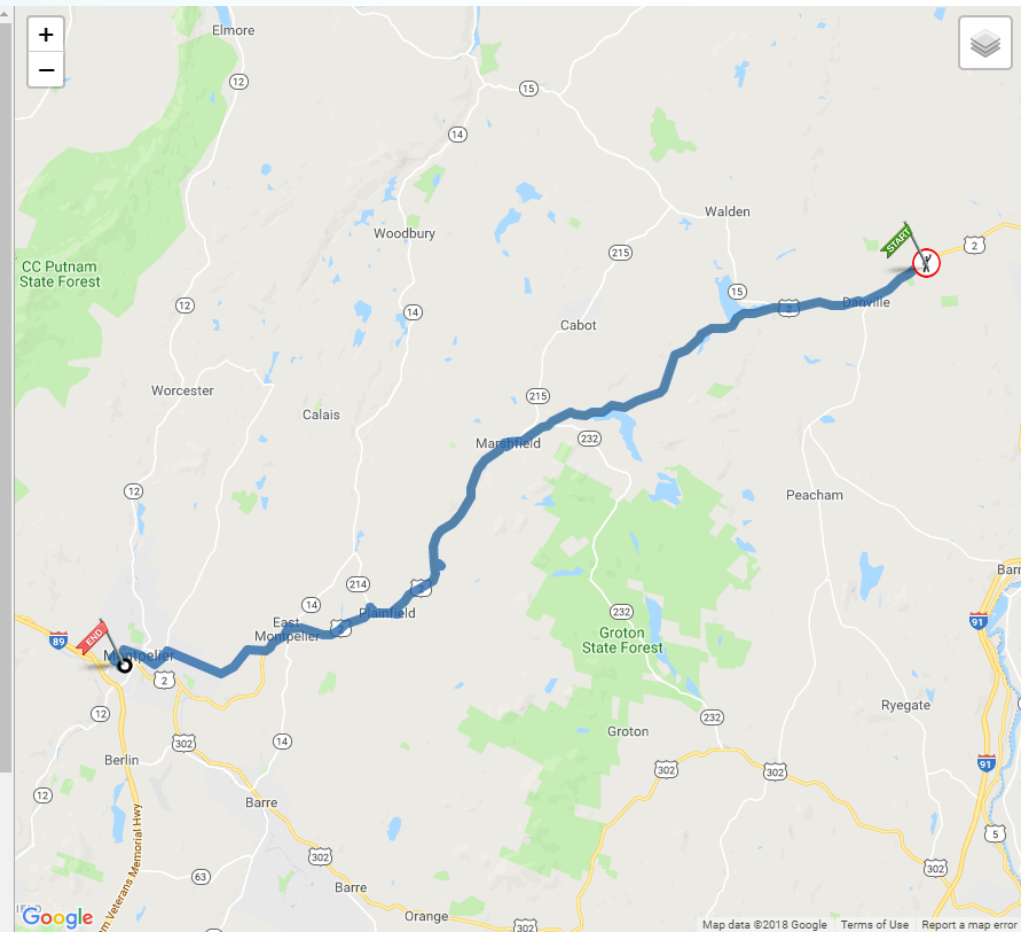 +
−
Elmore
12
15
14
Walden
START
2
Woodbury
215
CC Putnam
State Forest
15
12
2
Danville
14
Cabot
Worcester
215
Calais
Marshfield
232
12
Peacham
Barn
214
14
Plainfield
232
91
89
END
East
Montpelier
2
Groton
State Forest
Montpelier
2
Ryegate
12
232
Groton
302
14
Berlin
302
302
91
12
Barre
5
302
302
63
Barre
Orange
302
rn Veterans Memorial Hwy
Google
Map data ©2018 Google Terms of Use Report a map error